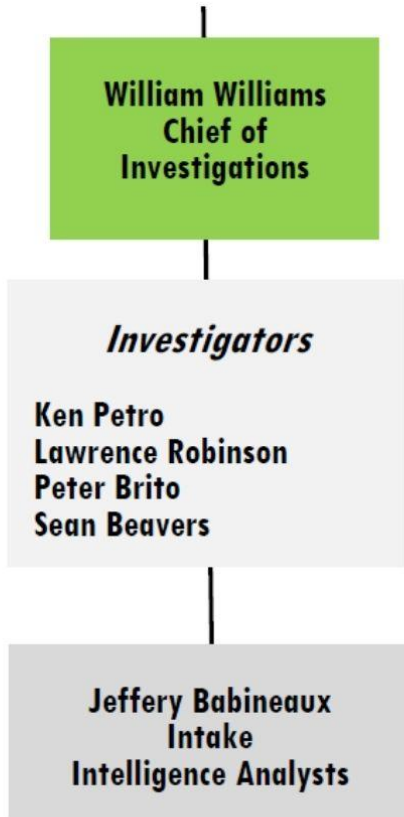 William Williams
Chief of
Investigations
Investigators
Ken Petro
Lawrence Robinson
Peter Brito
Sean Beavers
Jeffery Babineaux
Intake
Intelligence Analysts